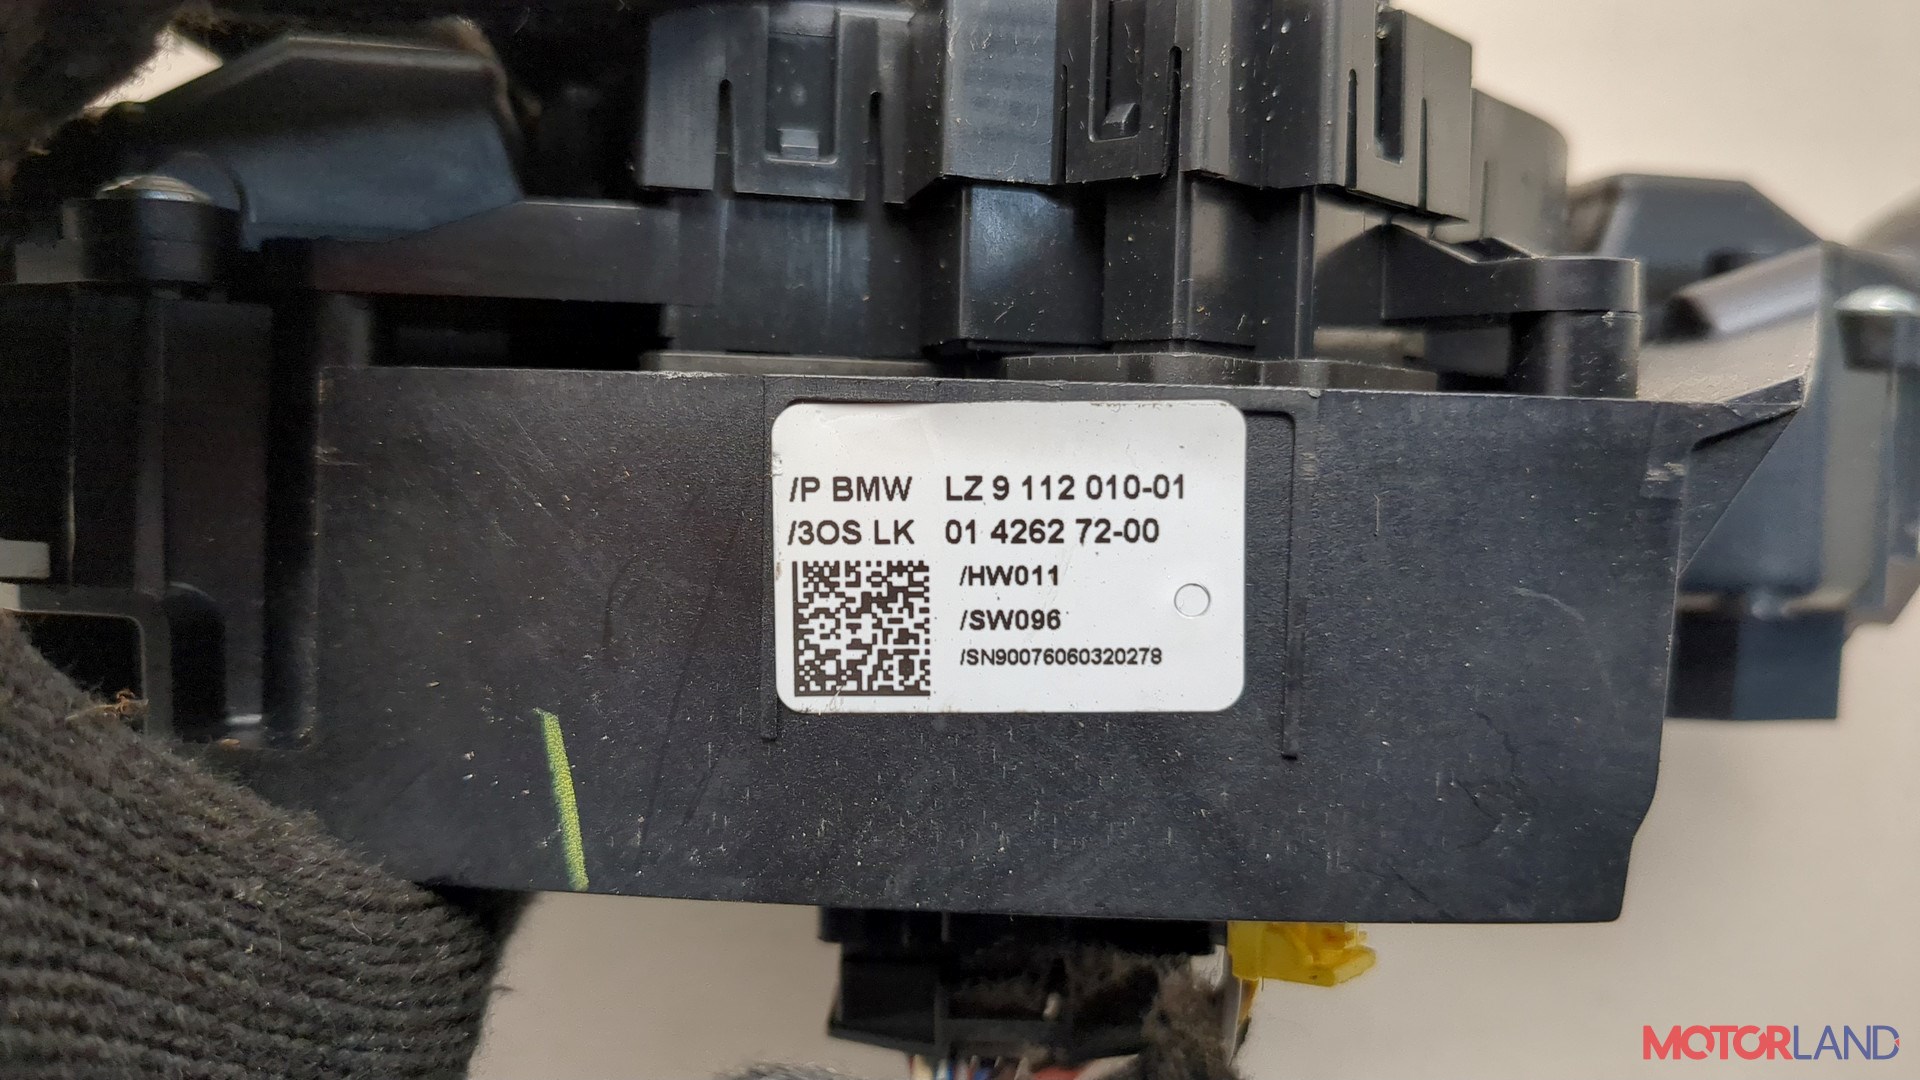 /P BMW LZ 9 112 010-01
/3OS LK 01 4262 72-00
/HW011
/SW096
/SN90076060320278
MOTORLAND